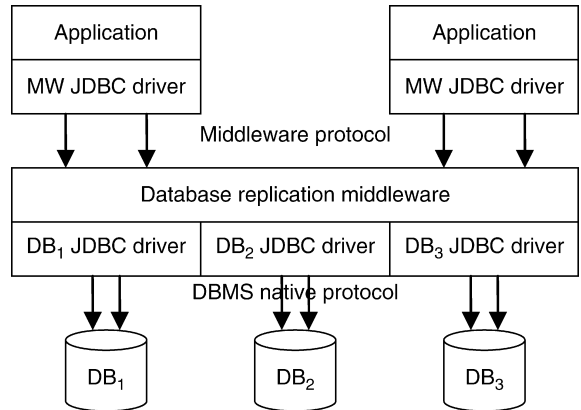 Application
Application
MW JDBC driver
MW JDBC driver
Middleware protocol
Database replication middleware
DB₁ JDBC driver
DB₂ JDBC driver
DB₃ JDBC driver
DBMS native protocol
DB₁
DB₂
DB₃